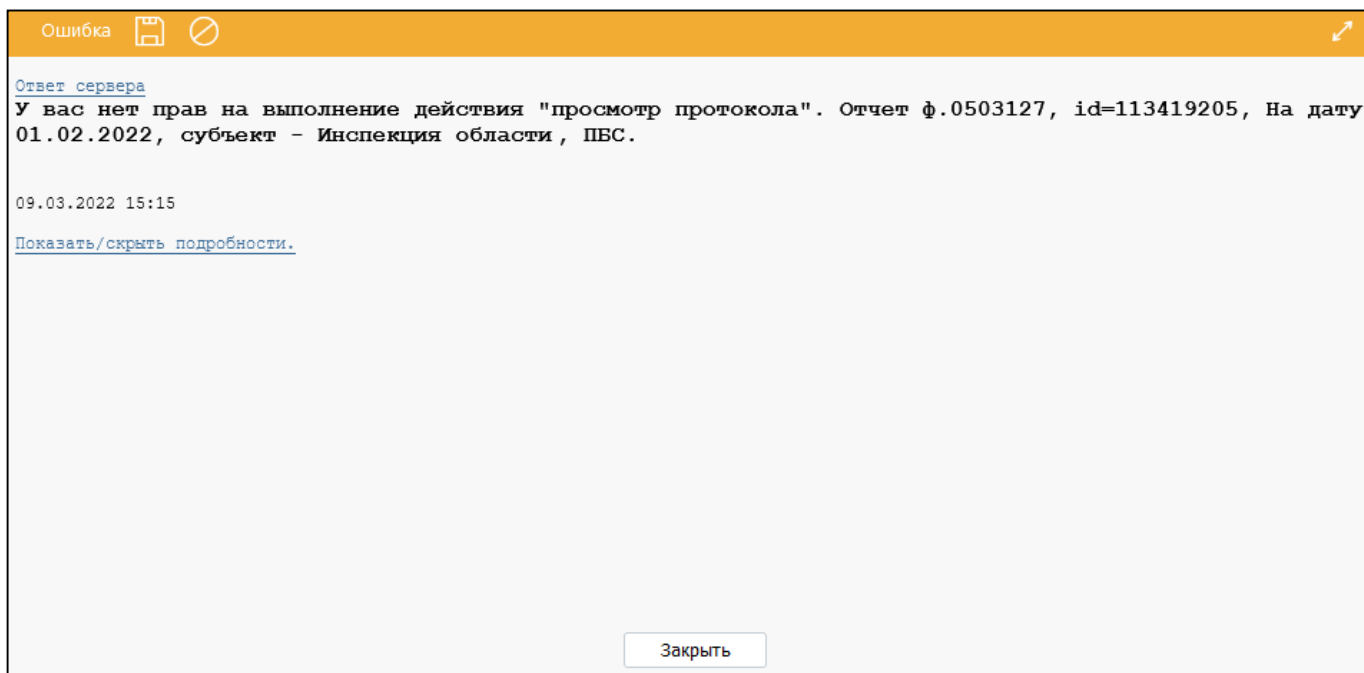 Ошибка
Ответ сервера
У вас нет прав на выполнение действия "просмотр протокола". Отчет ф.0503127, id=113419205, На дату
01.02.2022, субъект - Инспекция области, ПБС.
09.03.2022 15:15
Показать/скрыть подробности.
Закрыть